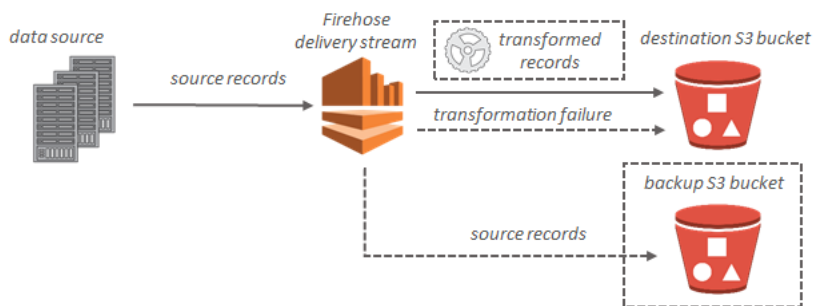 data source
source records
Firehose
delivery stream
transformed
records
destination S3 bucket
transformation failure
backup S3 bucket
source records